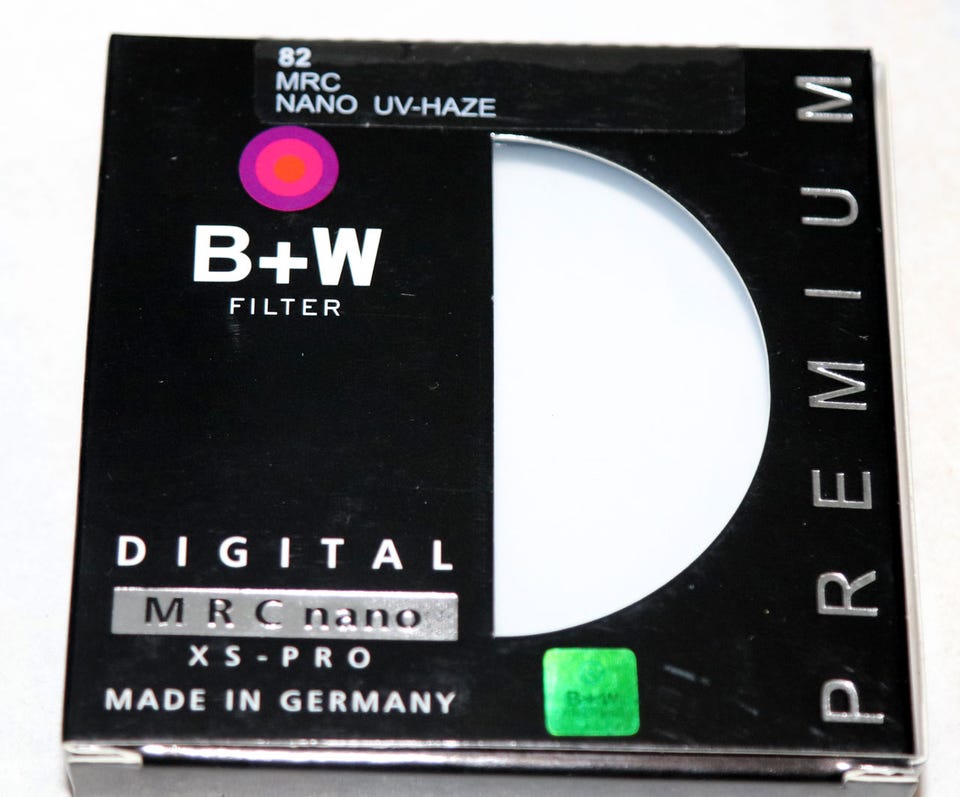 82
MRC
NANO UV-HAZE
B+W
FILTER
DIGITAL
MRC nano
XS-PRO
MADE IN GERMANY
B+W
PREMIUM